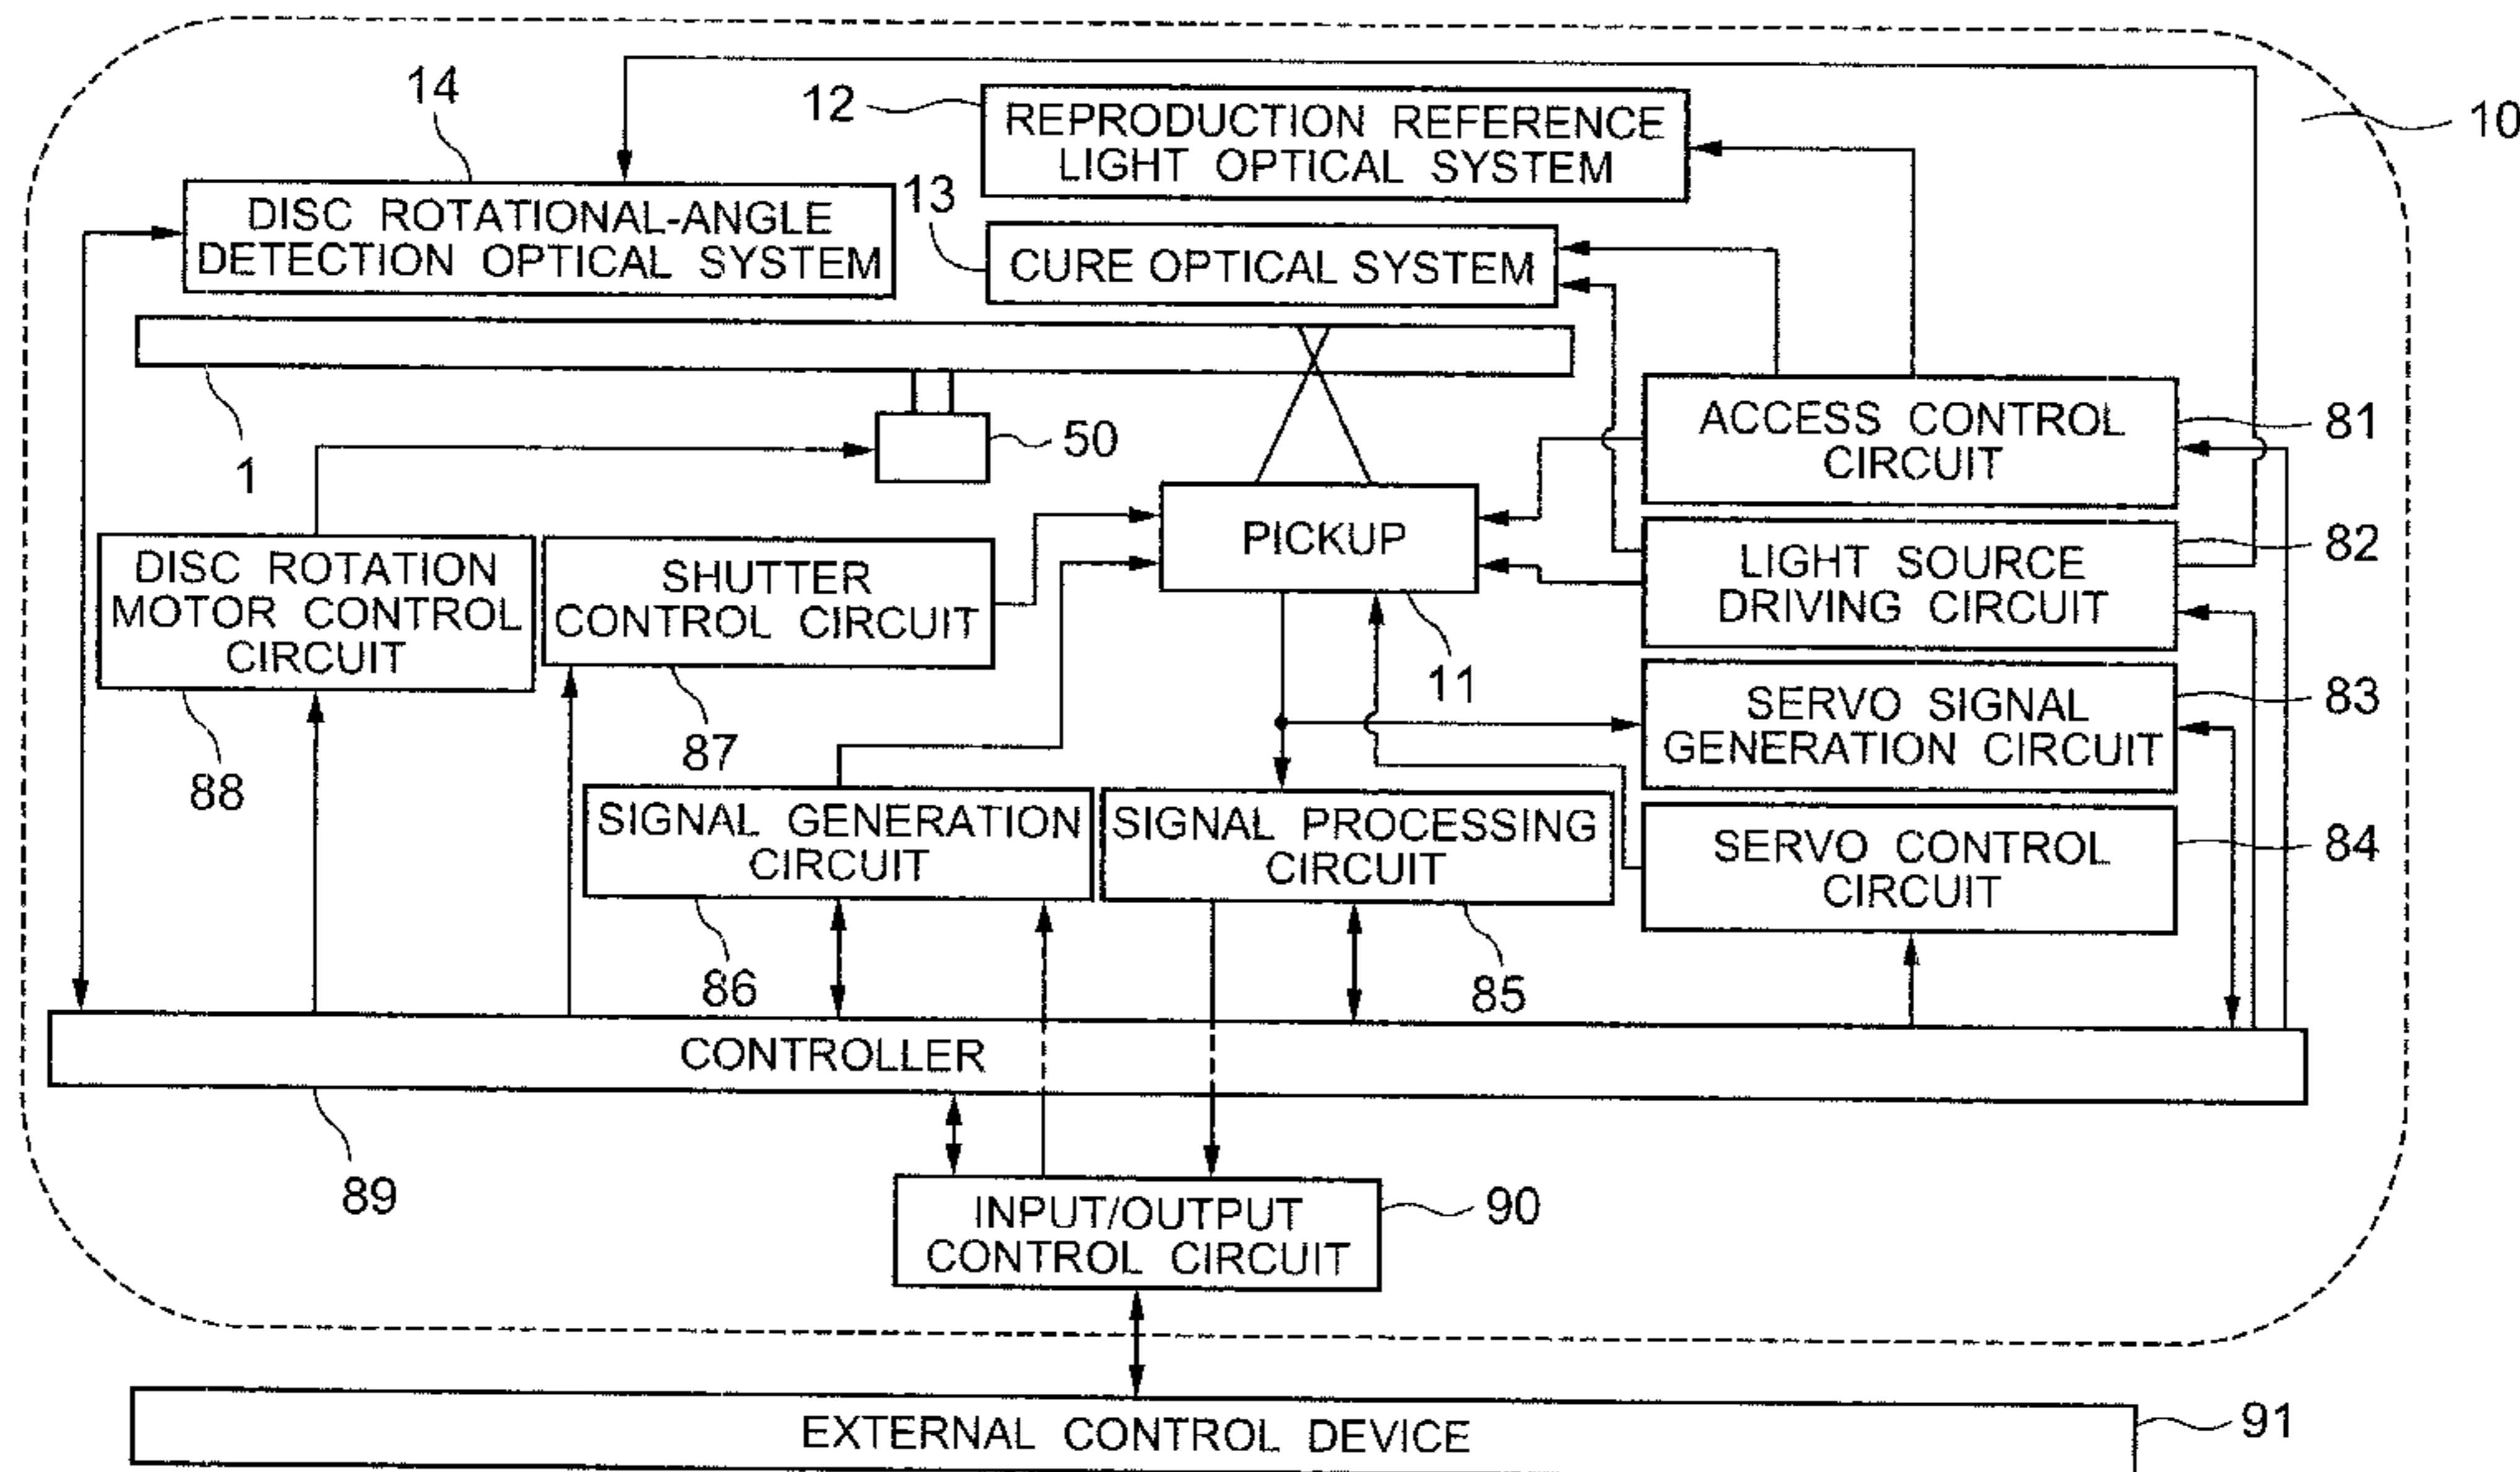 14
12
REPRODUCTION REFERENCE
LIGHT OPTICAL SYSTEM
10
DISC ROTATIONAL-ANGLE
DETECTION OPTICAL SYSTEM
13
CURE OPTICAL SYSTEM
1
50
ACCESS CONTROL
CIRCUIT
81
DISC ROTATION
MOTOR CONTROL
CIRCUIT
88
SHUTTER
CONTROL CIRCUIT
87
PICKUP
11
LIGHT SOURCE
DRIVING CIRCUIT
82
SERVO SIGNAL
GENERATION CIRCUIT
83
SIGNAL GENERATION
CIRCUIT
86
SIGNAL PROCESSING
CIRCUIT
85
SERVO CONTROL
CIRCUIT
84
CONTROLLER
89
INPUT/OUTPUT
CONTROL CIRCUIT
90
EXTERNAL CONTROL DEVICE
91